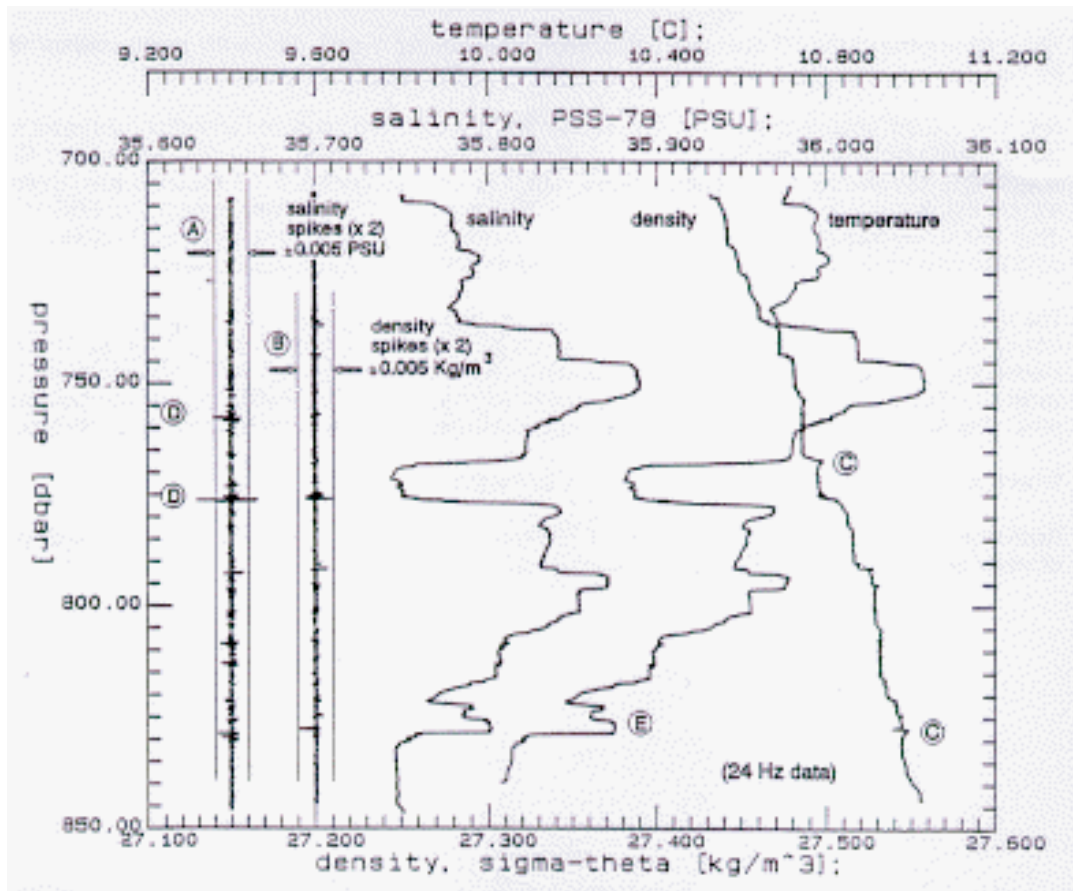 temperature [C]:
9.200 9.600 10.000 10.400 10.800 11.200
salinity, PSS-78 [PSU]:
35.600 35.700 35.800 35.900 36.000 36.100
700.00
A
salinity
spikes (x 2)
±0.005 PSU
salinity
density
temperature
B
density
spikes (x 2)
±0.005 Kg/m³
pressure [dbar]
750.00
D
C
D
800.00
E
C
(24 Hz data)
850.00
27.100 27.200 27.300 27.400 27.500 27.600
density, sigma-theta [kg/m^3]: